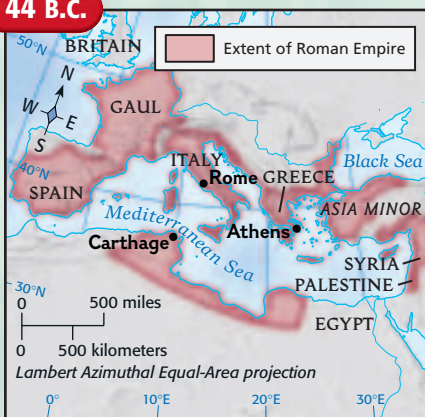 44 B.C.
50°N
BRITAIN
Extent of Roman Empire
N
W E
S
GAUL
40°N
ITALY
Black Sea
SPAIN
Rome
GREECE
ASIA MINOR
Mediterranean Sea
Carthage
Athens
SYRIA
PALESTINE
30°N
EGYPT
0 500 miles
0 500 kilometers
Lambert Azimuthal Equal-Area projection
0° 10°E 20°E 30°E